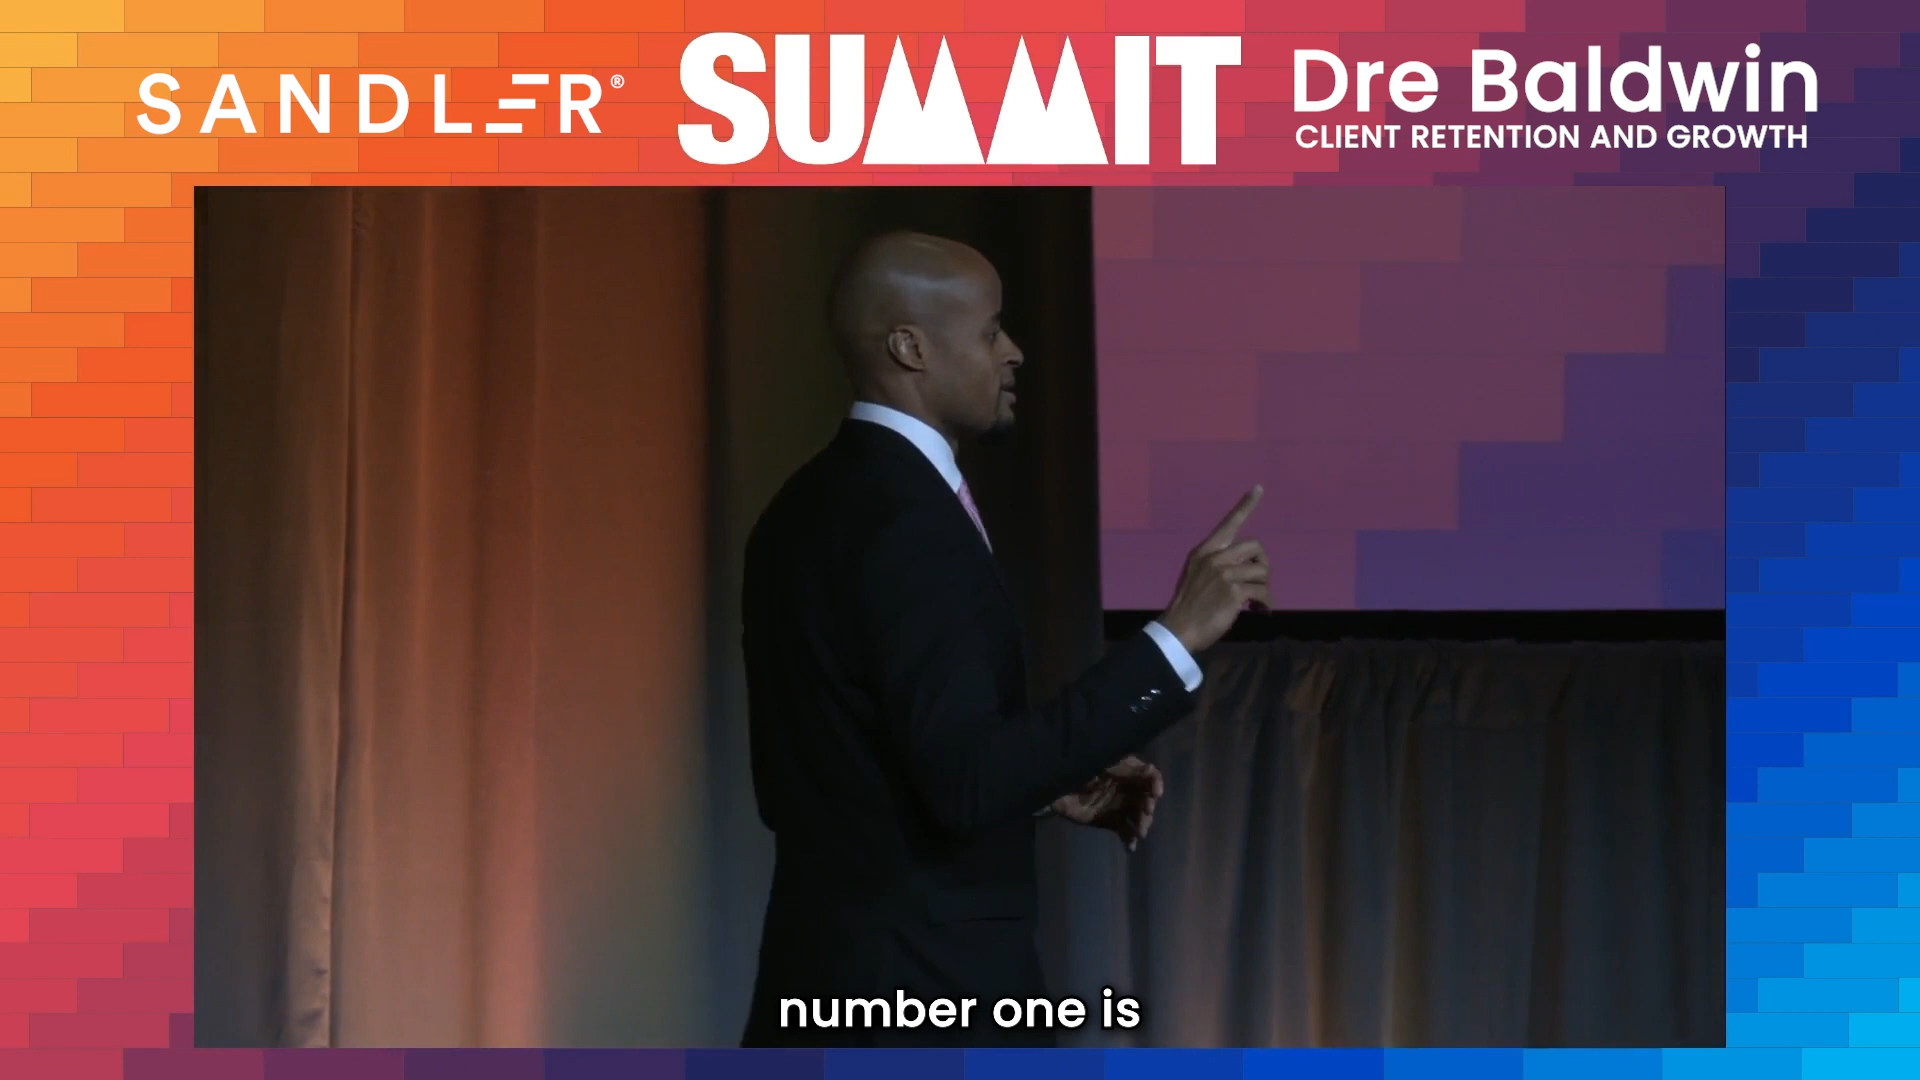 SANDLER®
SUMMIT
Dre Baldwin
CLIENT RETENTION AND GROWTH
number one is